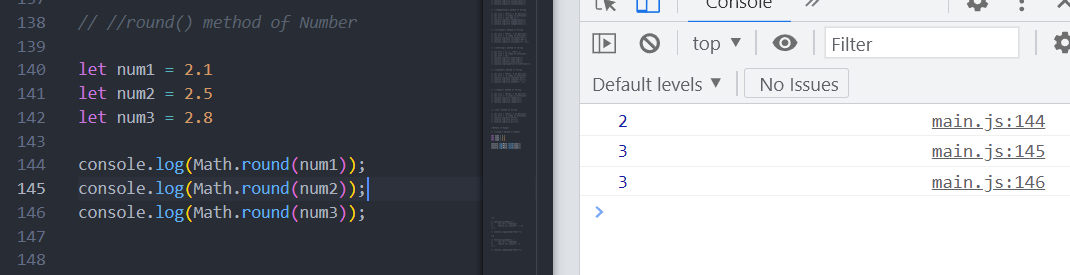 138 // //round() method of Number
139
140 let num1 = 2.1
141 let num2 = 2.5
142 let num3 = 2.8
143
144 console.log(Math.round(num1));
145 console.log(Math.round(num2));
146 console.log(Math.round(num3));
147
148
Console
top
Filter
Default levels
No Issues
2 main.js:144
3 main.js:145
3 main.js:146